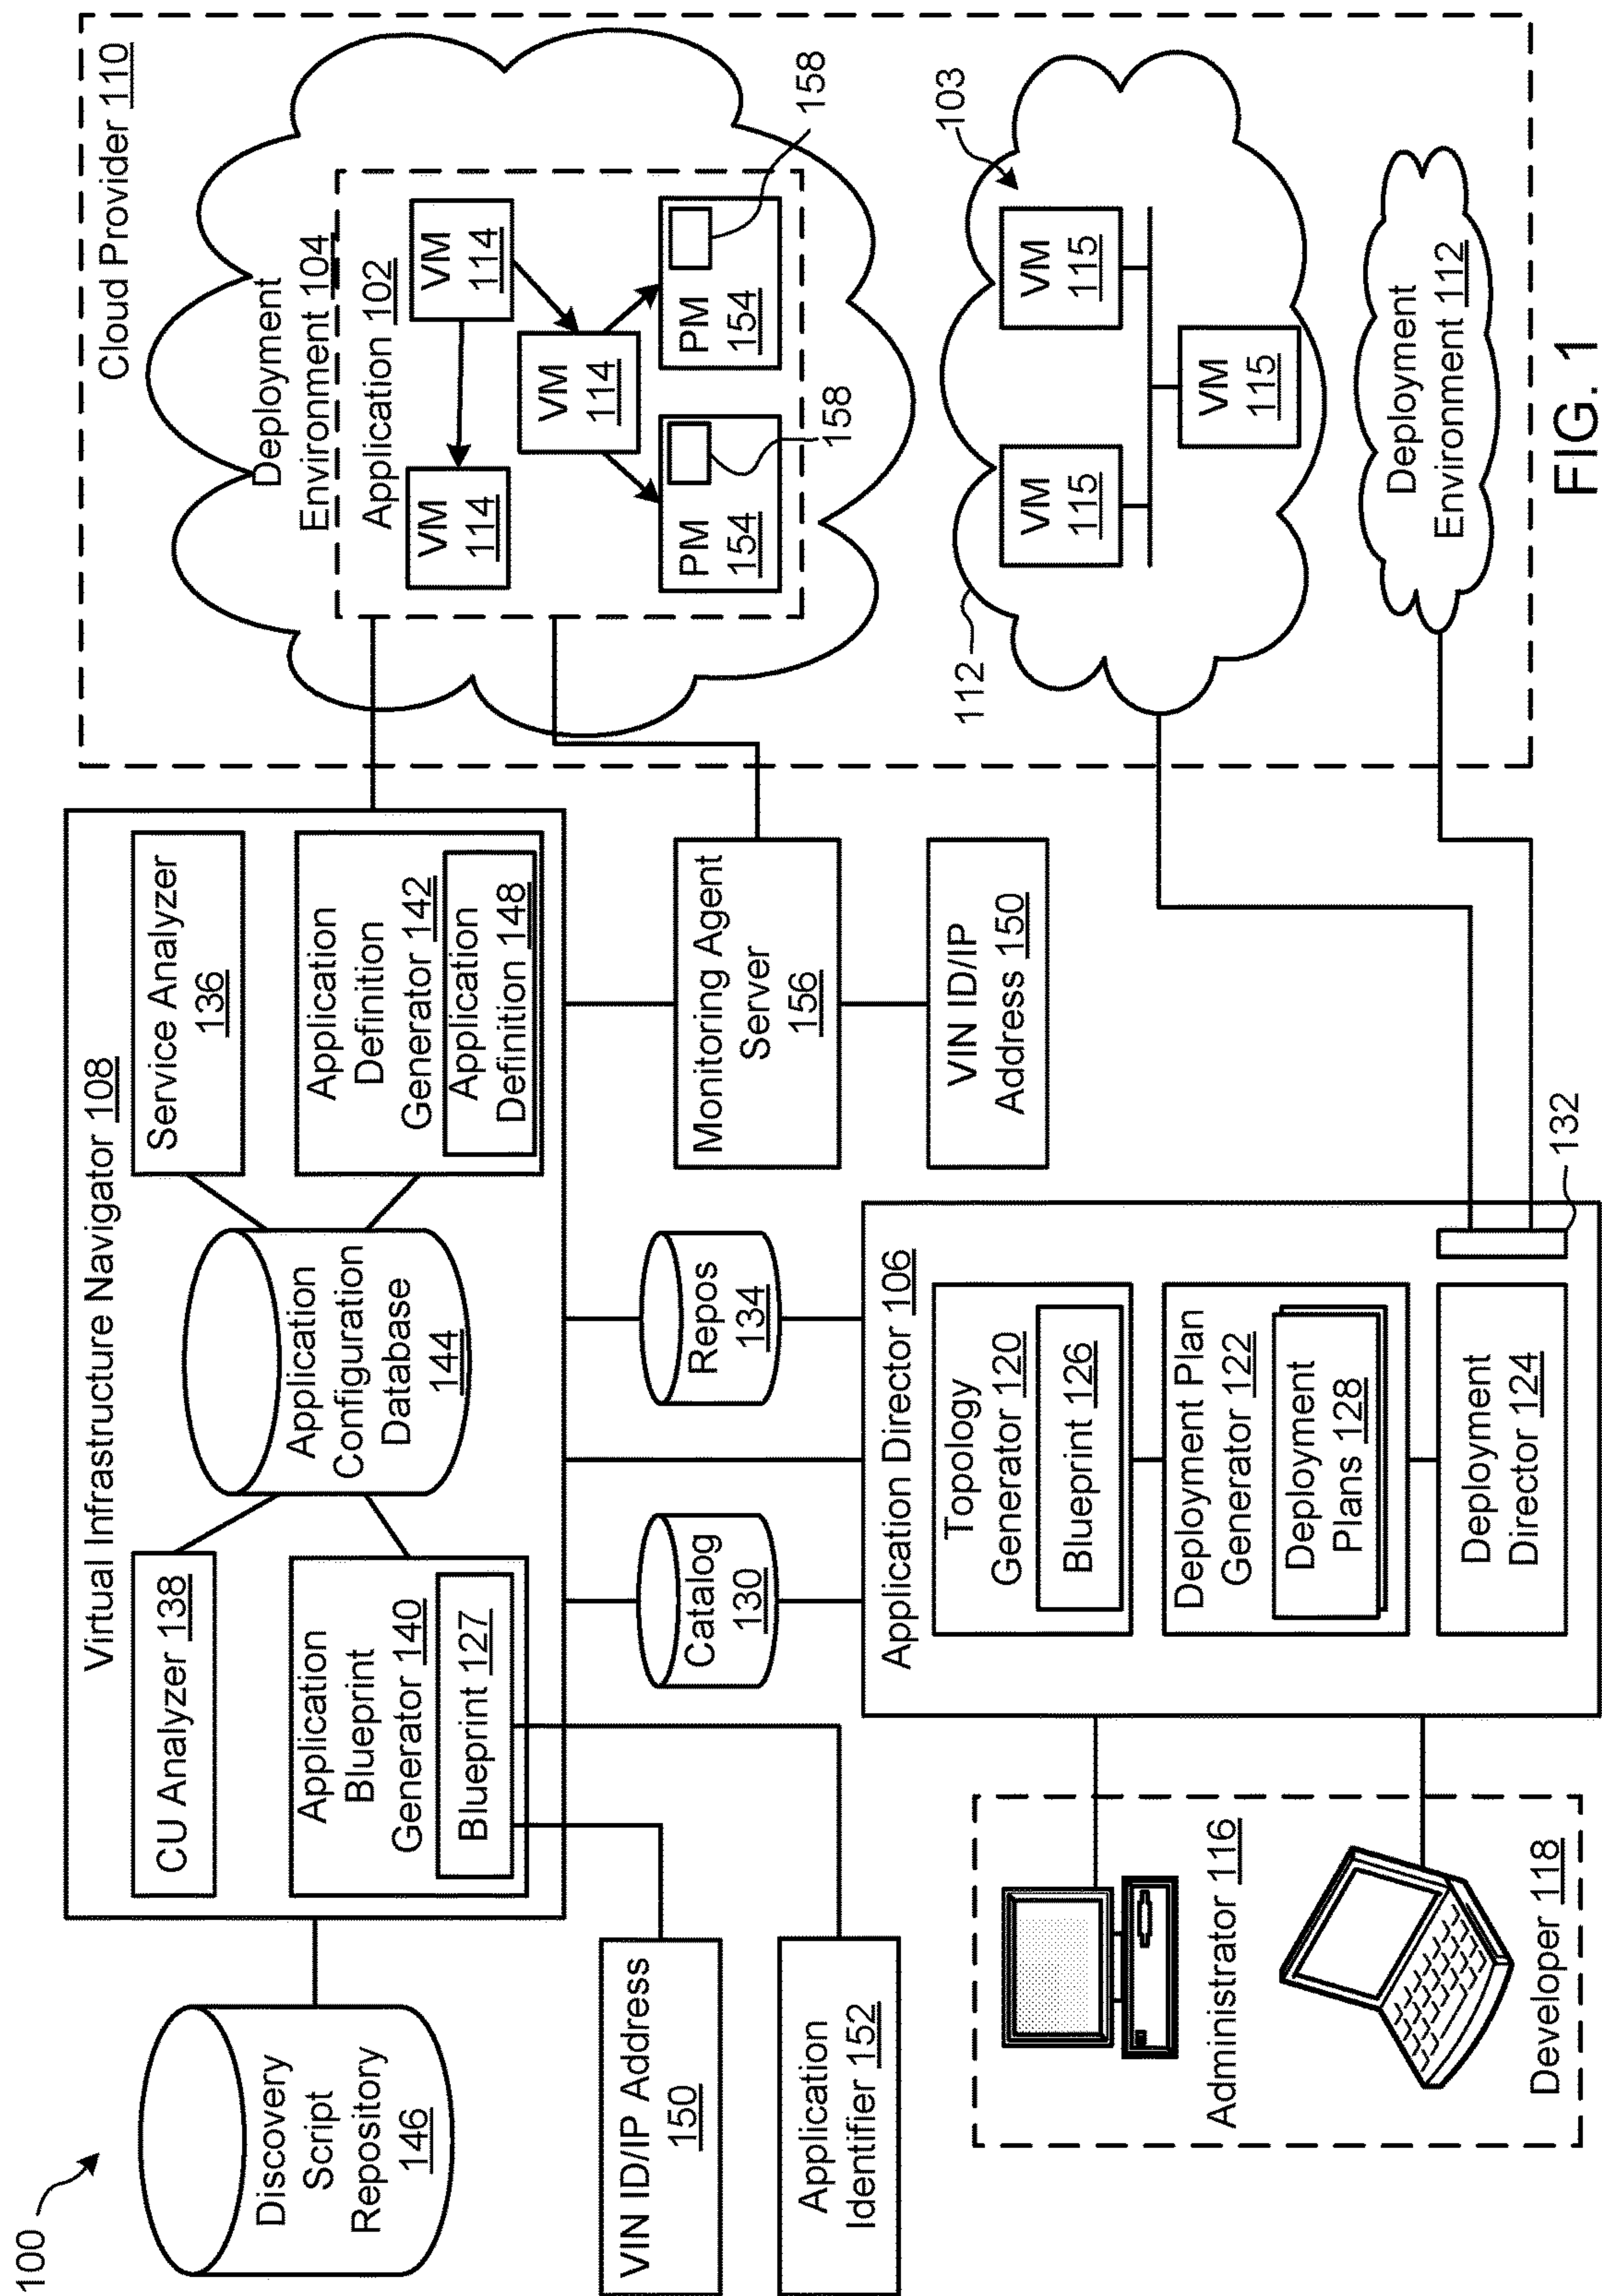 100
Discovery
Script
Repository
146
Virtual Infrastructure Navigator 108
CU Analyzer 138
Service Analyzer
136
Application
Blueprint
Generator 140
Blueprint 127
Application
Configuration
Database
144
Application
Definition
Generator 142
Application
Definition 148
VIN ID/IP Address
150
Application
Identifier 152
Catalog
130
Repos
134
Monitoring Agent
Server
156
VIN ID/IP
Address 150
Administrator 116
Developer 118
Application Director 106
Topology
Generator 120
Blueprint 126
Deployment Plan
Generator 122
Deployment
Plans 128
Deployment
Director 124
132
Cloud Provider 110
Deployment
Environment 104
Application 102
VM
114
VM
114
VM
114
PM
154
PM
154
158
158
112
103
VM
115
VM
115
VM
115
Deployment
Environment 112
FIG. 1